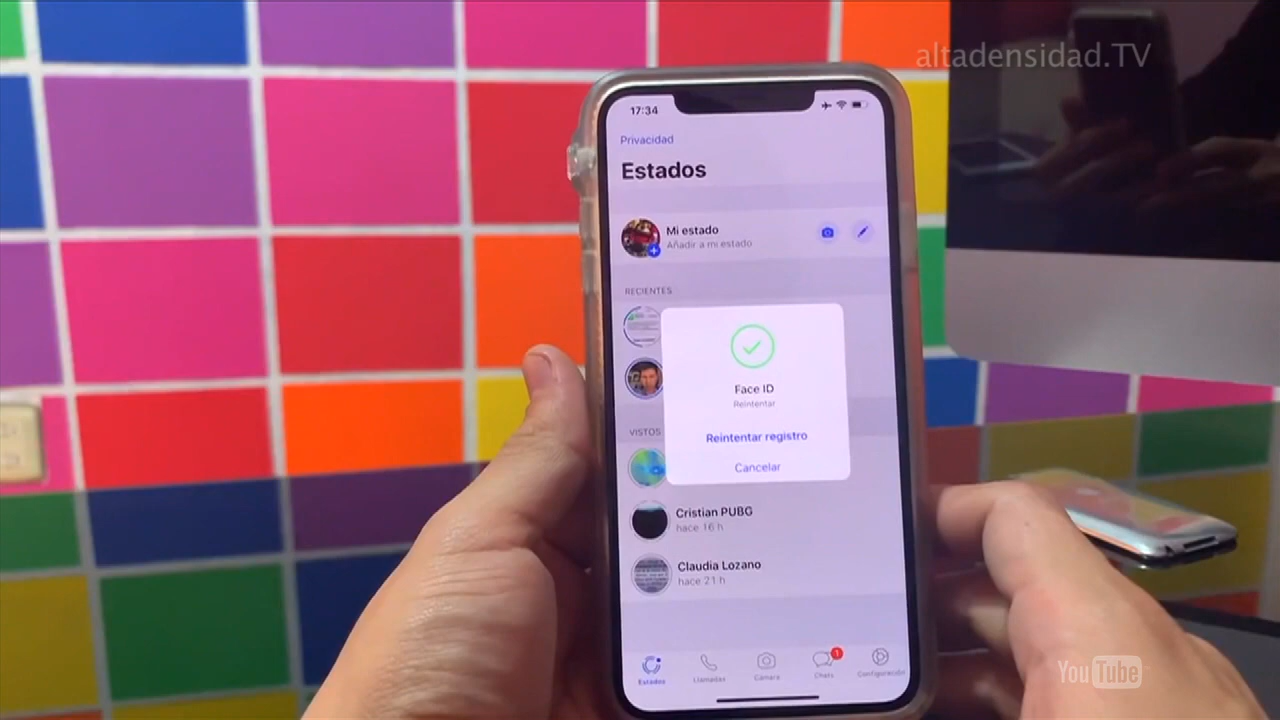 altadensidad.TV
17:34
Privacidad
Estados
Mi estado
Añadir a mi estado
RECIENTES
Face ID
Reintentar
VISTOS
Reintentar registro
Cancelar
Cristian PUBG
hace 16 h
Claudia Lozano
hace 21 h
1
Estados Llamadas Cámara Chats Configuración
YouTube